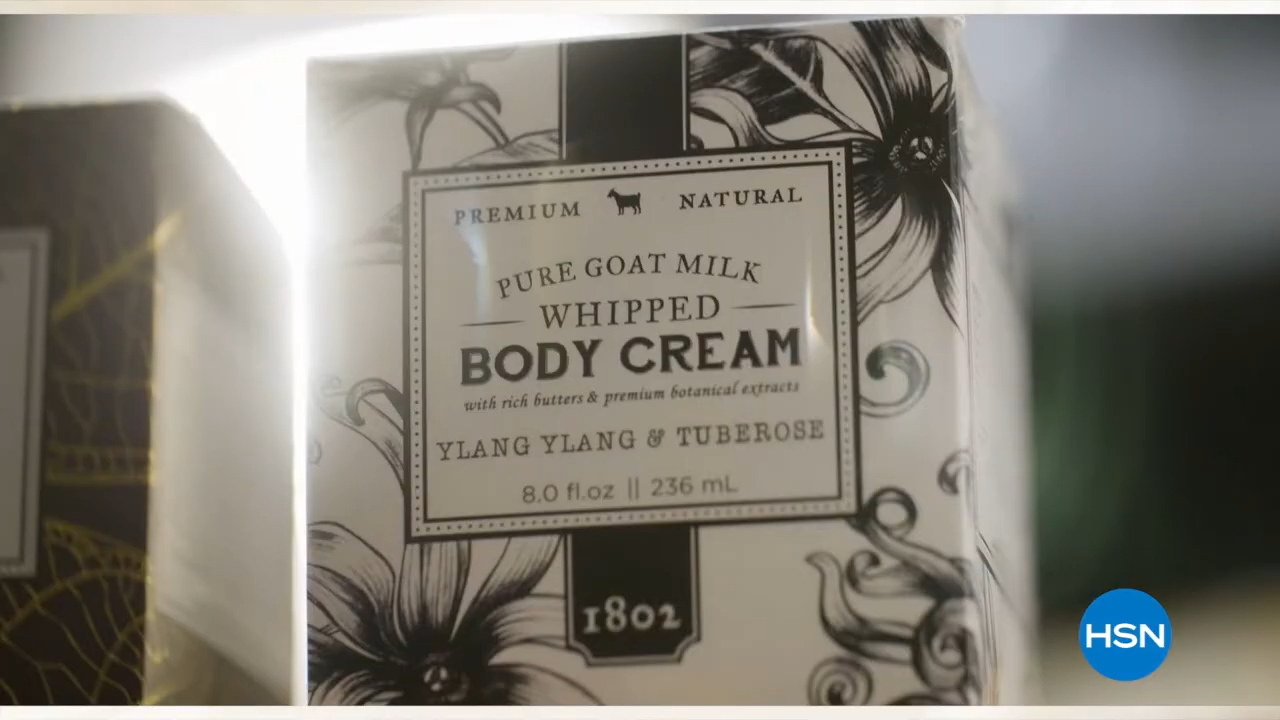 PREMIUM NATURAL
PURE GOAT MILK
WHIPPED
BODY CREAM
with rich butters & premium botanical extracts
YLANG YLANG & TUBEROSE
8.0 fl.oz || 236 mL
1802
HSN